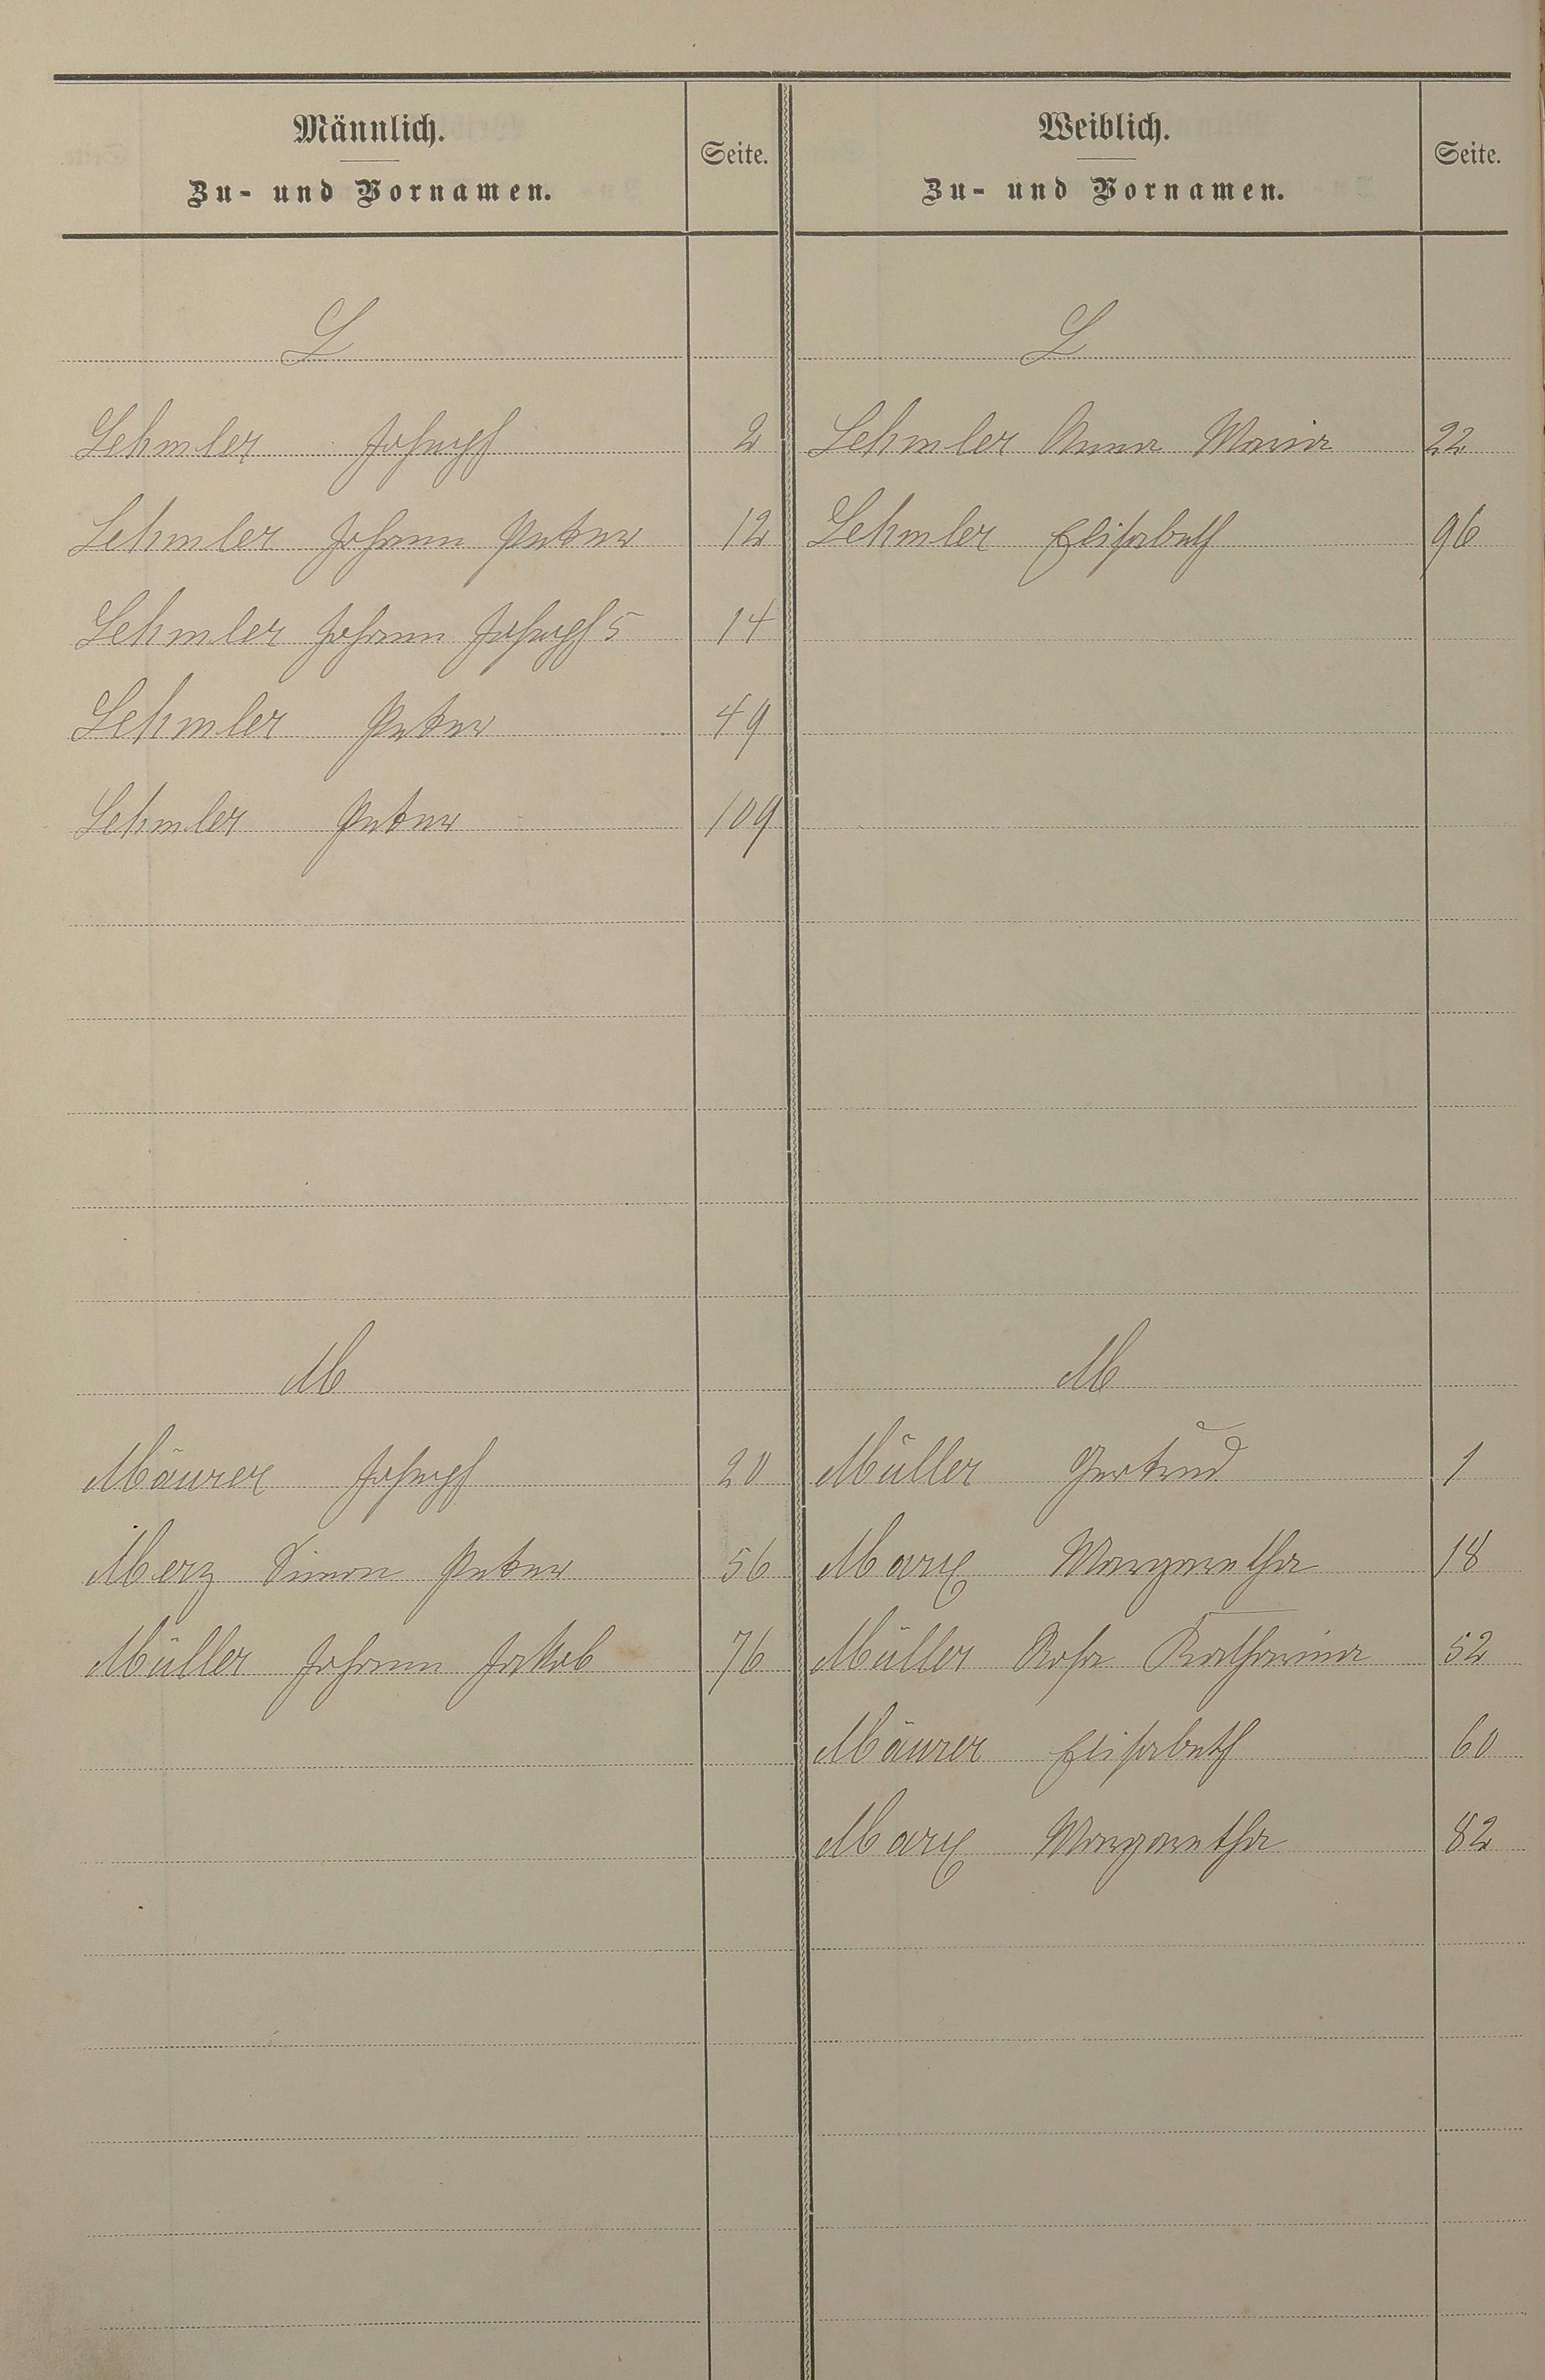 Männlich.
Zu- und Vornamen.
Seite.
Weiblich.
Zu- und Vornamen.
Seite.
L
L
Lehmler Joseph 2 Lehmler Anna Maria 22
Lehmler Johann Peter 12 Lehmler Elisabeth 96
Lehmler Johann Joseph 5 14
Lehmler Peter 49
Lehmler Peter 109
M
M
Mäurer Joseph 20 Müller Gertrud 1
Merz Simon Peter 56 Marx Margaretha 18
Müller Johann Jakob 76 Müller Rosa Katharina 52
Mäurer Elisabeth 60
Marx Margaretha 82